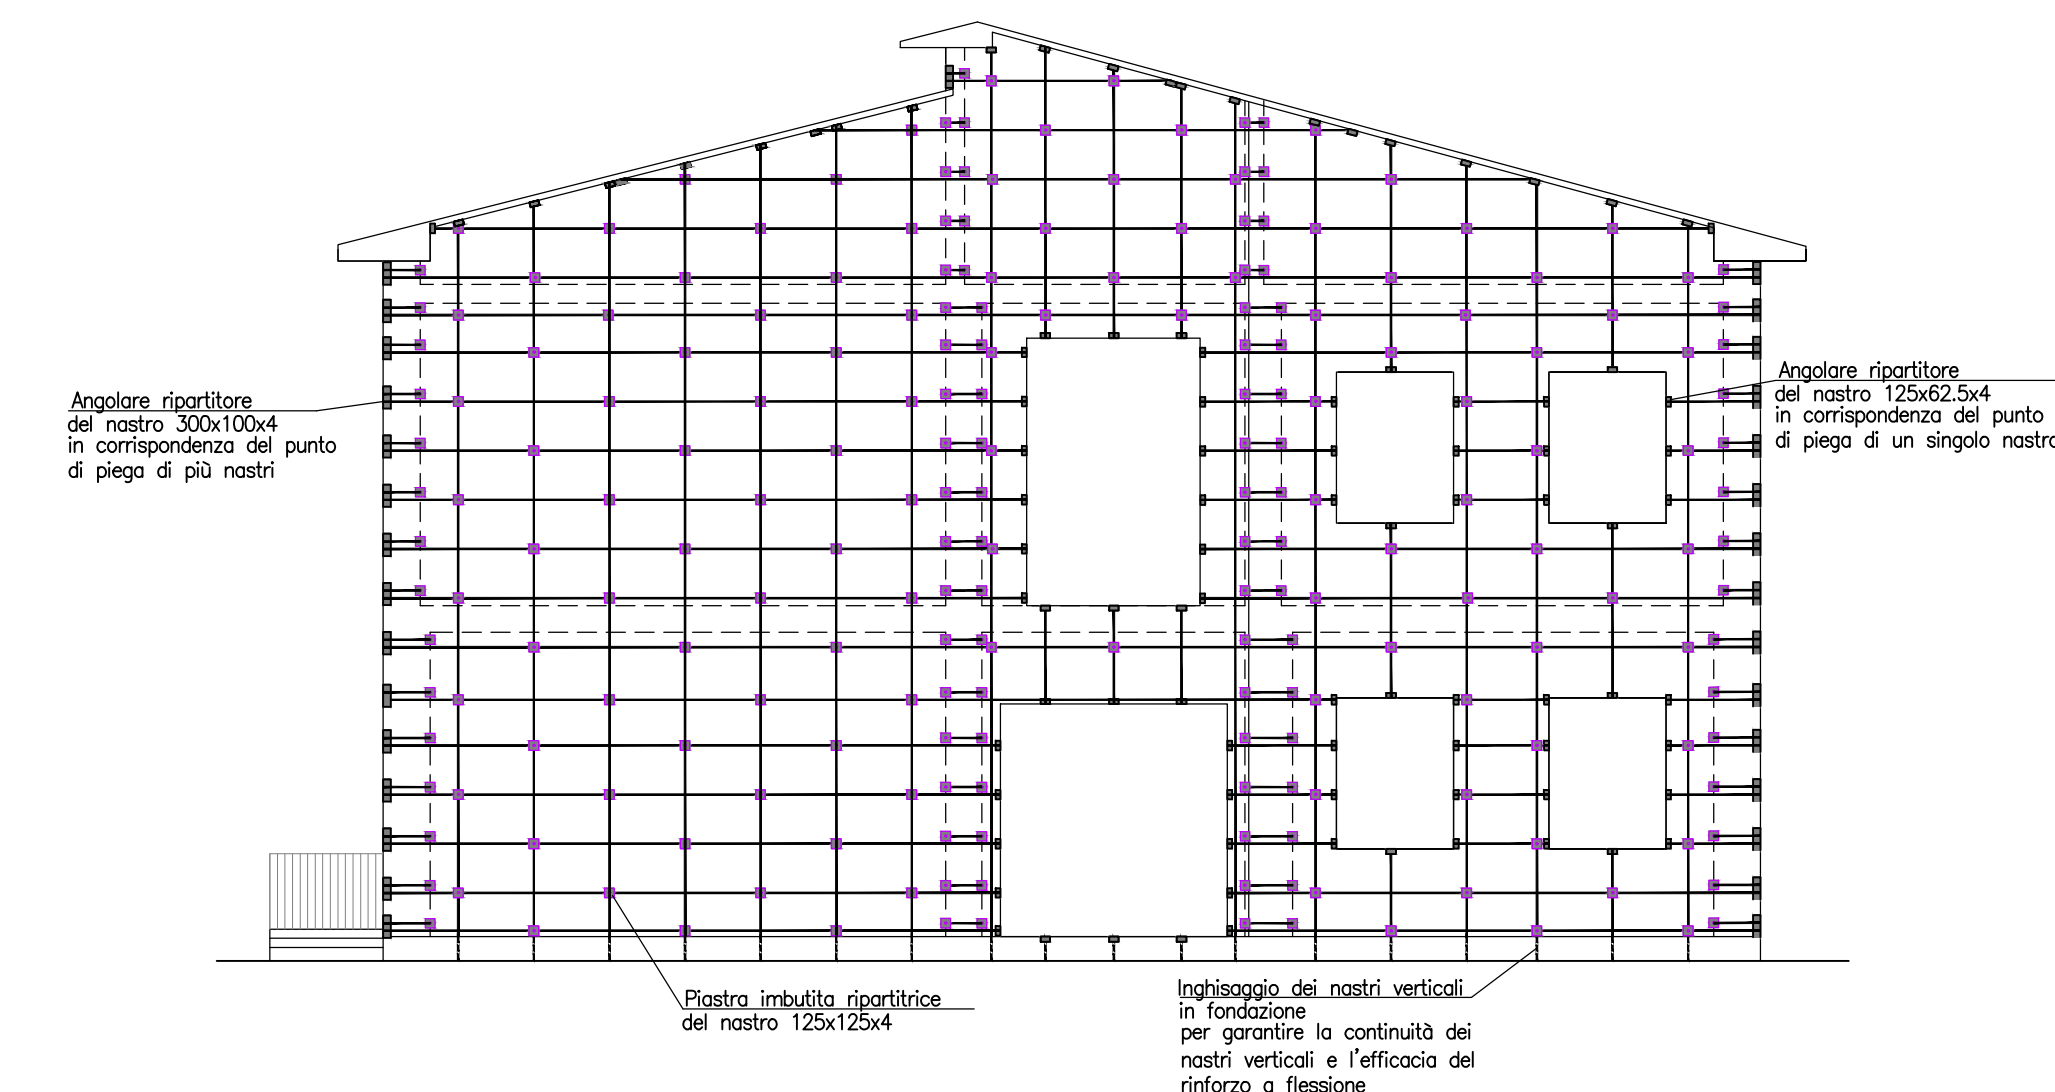 Angolare ripartitore
del nastro 300x100x4
in corrispondenza del punto
di piega di più nastri
Angolare ripartitore
del nastro 125x62.5x4
in corrispondenza del punto
di piega di un singolo nastro
Piastra imbutita ripartitrice
del nastro 125x125x4
Inghisaggio dei nastri verticali
in fondazione
per garantire la continuità dei
nastri verticali e l'efficacia del
rinforzo a flessione